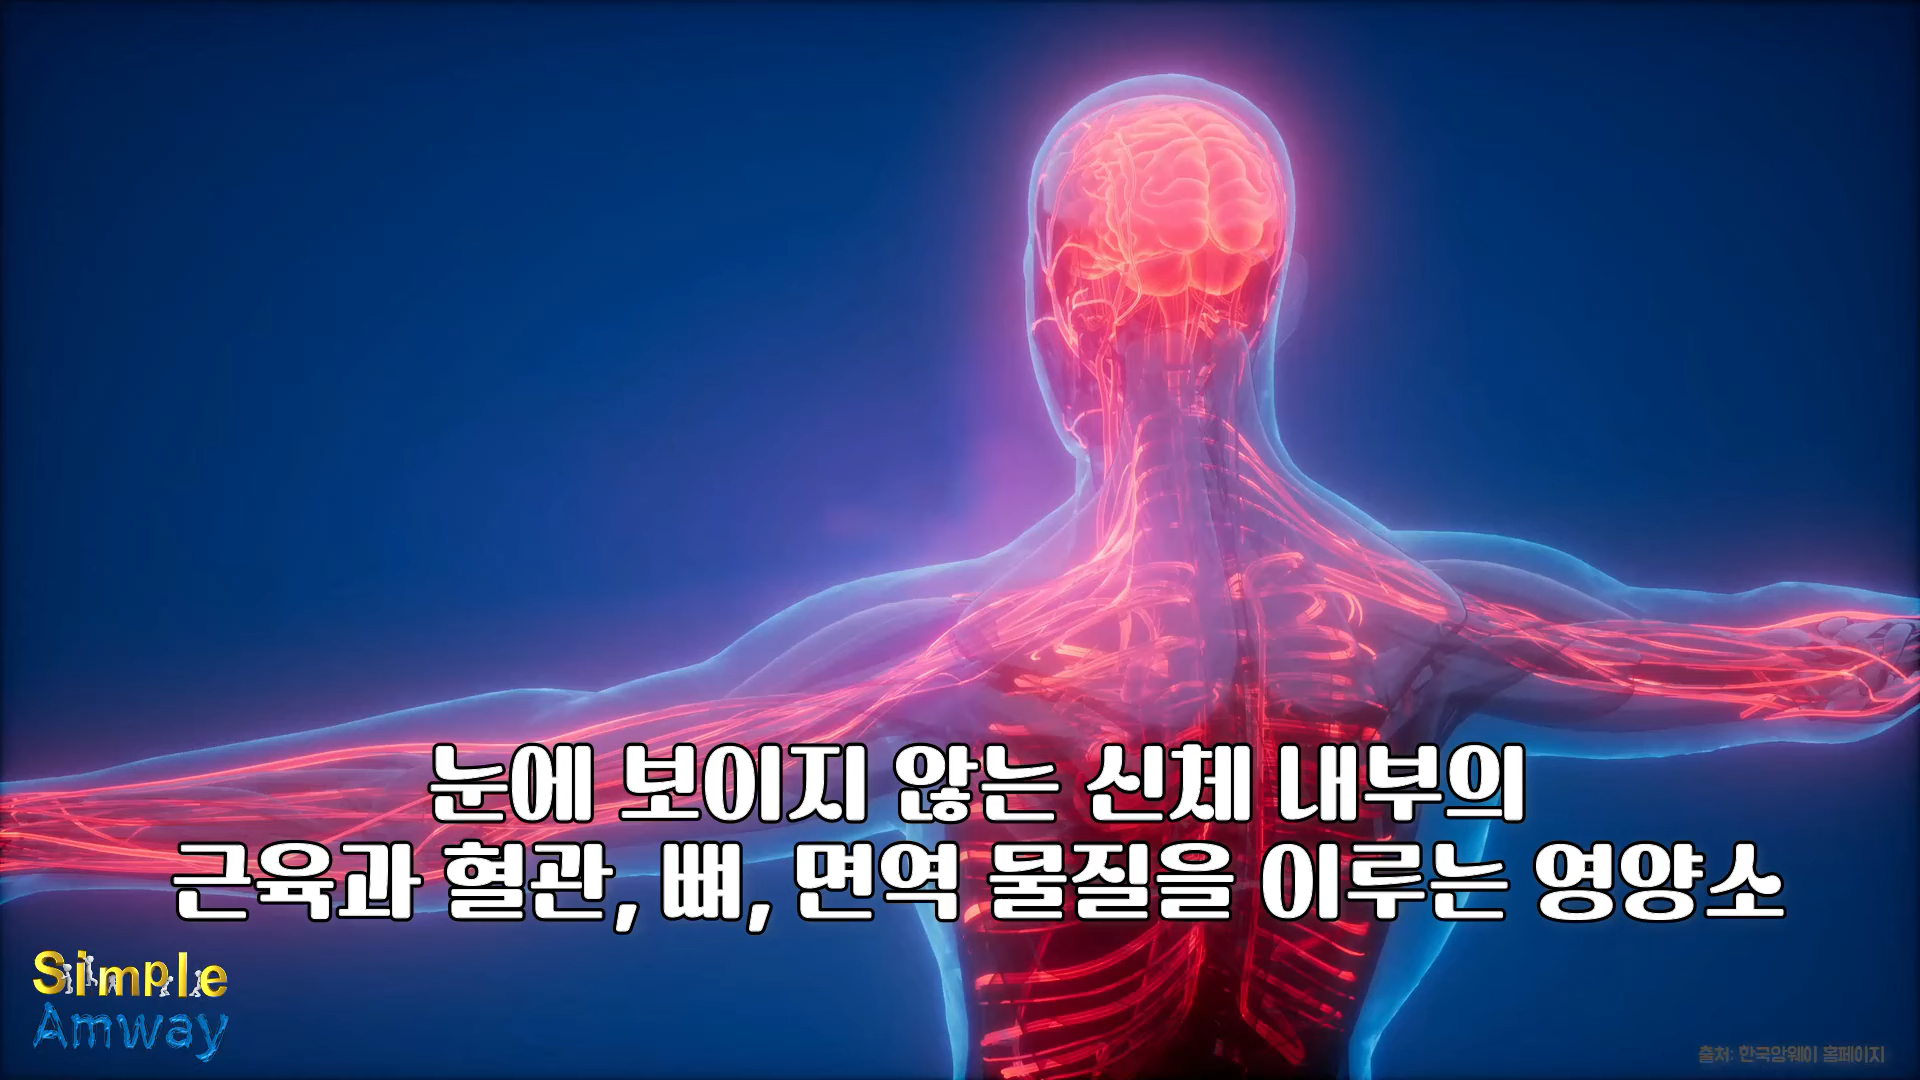 눈에 보이지 않는 신체 내부의
근육과 혈관, 뼈, 면역 물질을 이루는 영양소
Simple
Amway
출처: 한국암웨이 홈페이지